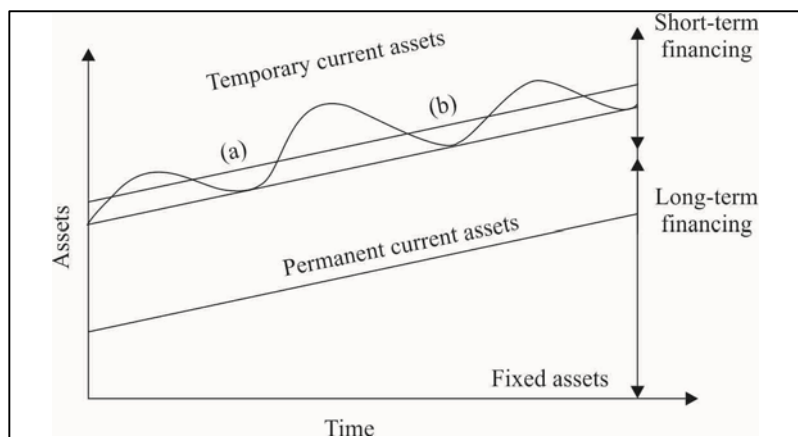 Short-term
financing
Temporary current assets
(b)
(a)
Long-term
financing
Assets
Permanent current assets
Fixed assets
Time